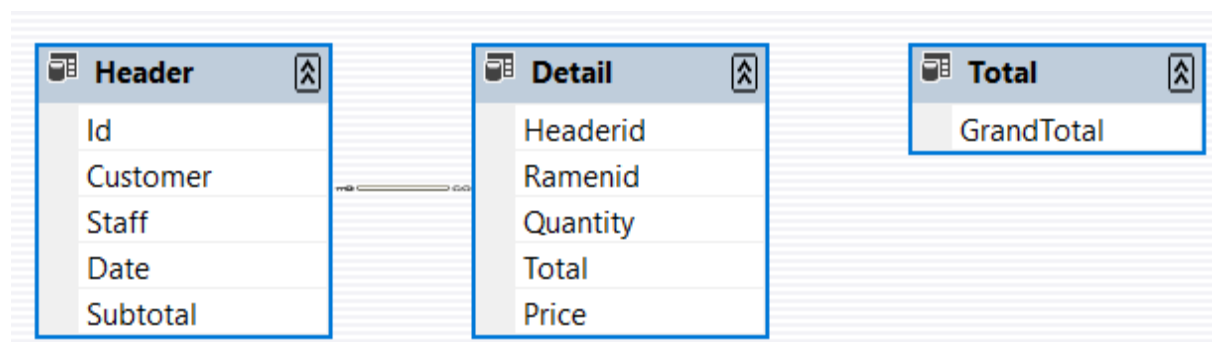 Header
Id
Customer
Staff
Date
Subtotal
Detail
Headerid
Ramenid
Quantity
Total
Price
Total
GrandTotal